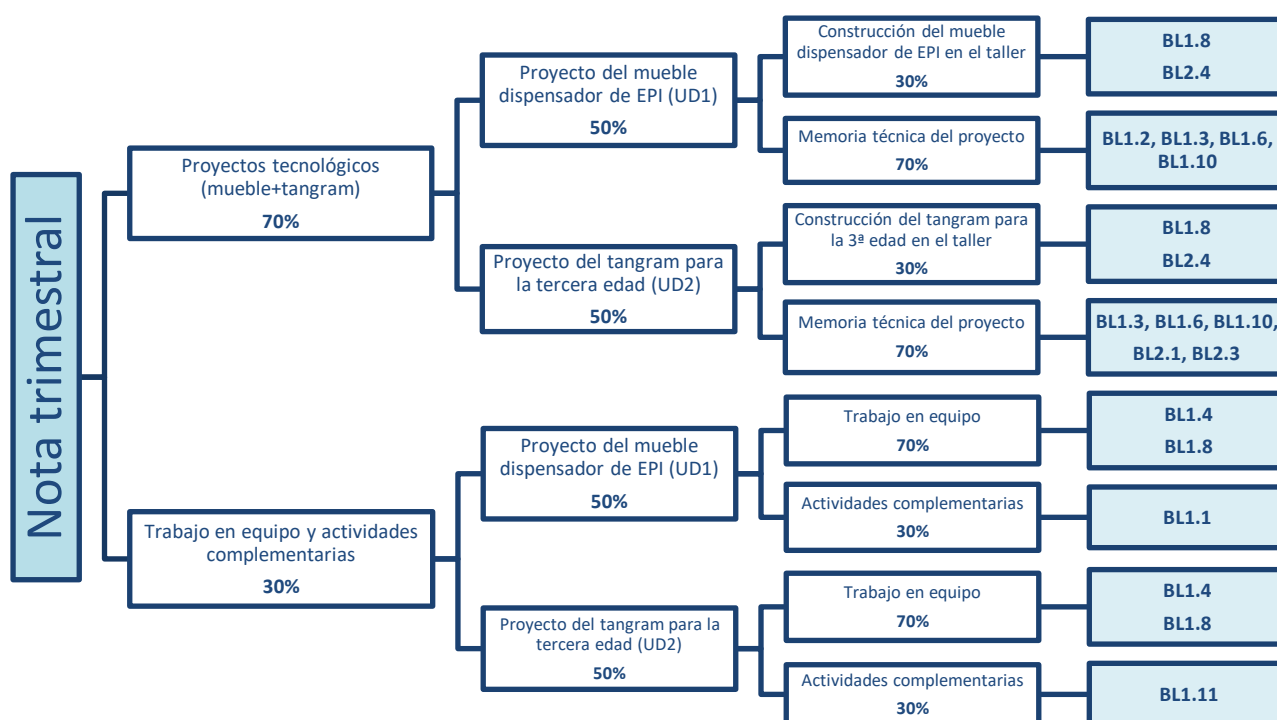 Nota trimestral
Proyectos tecnológicos
(mueble+tangram)
70%
Proyecto del mueble
dispensador de EPI (UD1)
50%
Construcción del mueble
dispensador de EPI en el taller
30%
BL1.8
BL2.4
Memoria técnica del proyecto
70%
BL1.2, BL1.3, BL1.6,
BL1.10
Proyecto del tangram para
la tercera edad (UD2)
50%
Construcción del tangram para
la 3ª edad en el taller
30%
BL1.8
BL2.4
Memoria técnica del proyecto
70%
BL1.3, BL1.6, BL1.10,
BL2.1, BL2.3
Trabajo en equipo y actividades
complementarias
30%
Proyecto del mueble
dispensador de EPI (UD1)
50%
Trabajo en equipo
70%
BL1.4
BL1.8
Actividades complementarias
30%
BL1.1
Proyecto del tangram para la
tercera edad (UD2)
50%
Trabajo en equipo
70%
BL1.4
BL1.8
Actividades complementarias
30%
BL1.11